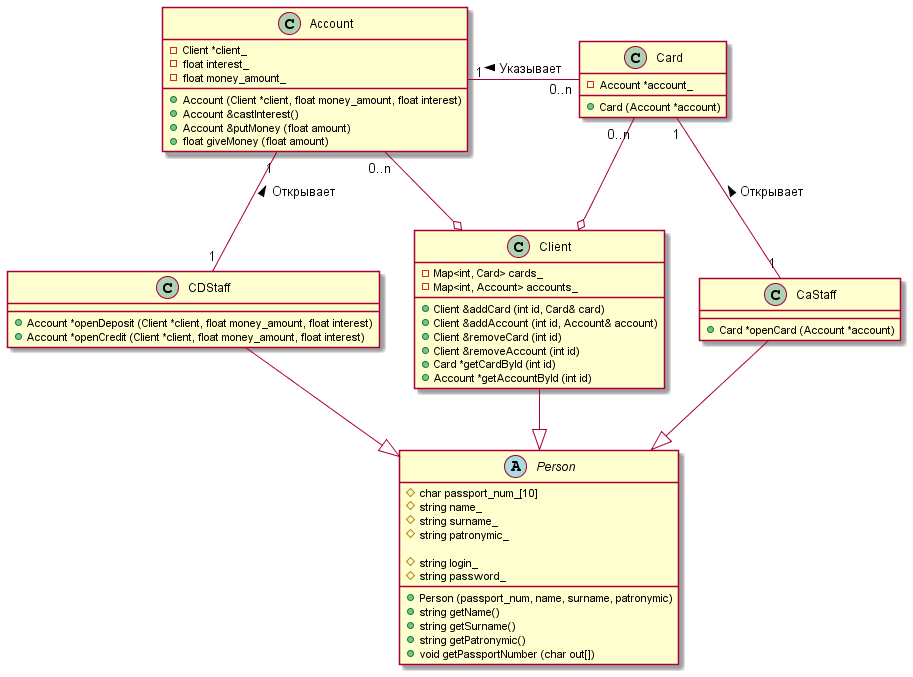 C Account
Client *client_
float interest_
float money_amount_
Account (Client *client, float money_amount, float interest)
Account &castInterest()
Account &putMoney (float amount)
float giveMoney (float amount)
1 Указывает
0..n
C Card
Account *account_
Card (Account *account)
1
0..n
0..n
1
Открывает
Открывает
1
1
C CDStaff
Account *openDeposit (Client *client, float money_amount, float interest)
Account *openCredit (Client *client, float money_amount, float interest)
C Client
Map<int, Card> cards_
Map<int, Account> accounts_
Client &addCard (int id, Card& card)
Client &addAccount (int id, Account& account)
Client &removeCard (int id)
Client &removeAccount (int id)
Card *getCardById (int id)
Account *getAccountById (int id)
C CaStaff
Card *openCard (Account *account)
A Person
char passport_num_[10]
string name_
string surname_
string patronymic_
string login_
string password_
Person (passport_num, name, surname, patronymic)
string getName()
string getSurname()
string getPatronymic()
void getPassportNumber (char out[])